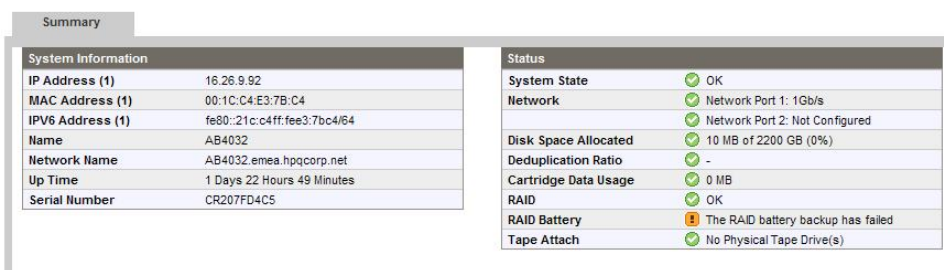 Summary
System Information
IP Address (1) 16.26.9.92
MAC Address (1) 00:1C:C4:E3:7B:C4
IPV6 Address (1) fe80::21c:c4ff:fee3:7bc4/64
Name AB4032
Network Name AB4032.emea.hpqcorp.net
Up Time 1 Days 22 Hours 49 Minutes
Serial Number CR207FD4C5
Status
System State OK
Network Network Port 1: 1Gb/s
Network Port 2: Not Configured
Disk Space Allocated 10 MB of 2200 GB (0%)
Deduplication Ratio -
Cartridge Data Usage 0 MB
RAID OK
RAID Battery The RAID battery backup has failed
Tape Attach No Physical Tape Drive(s)